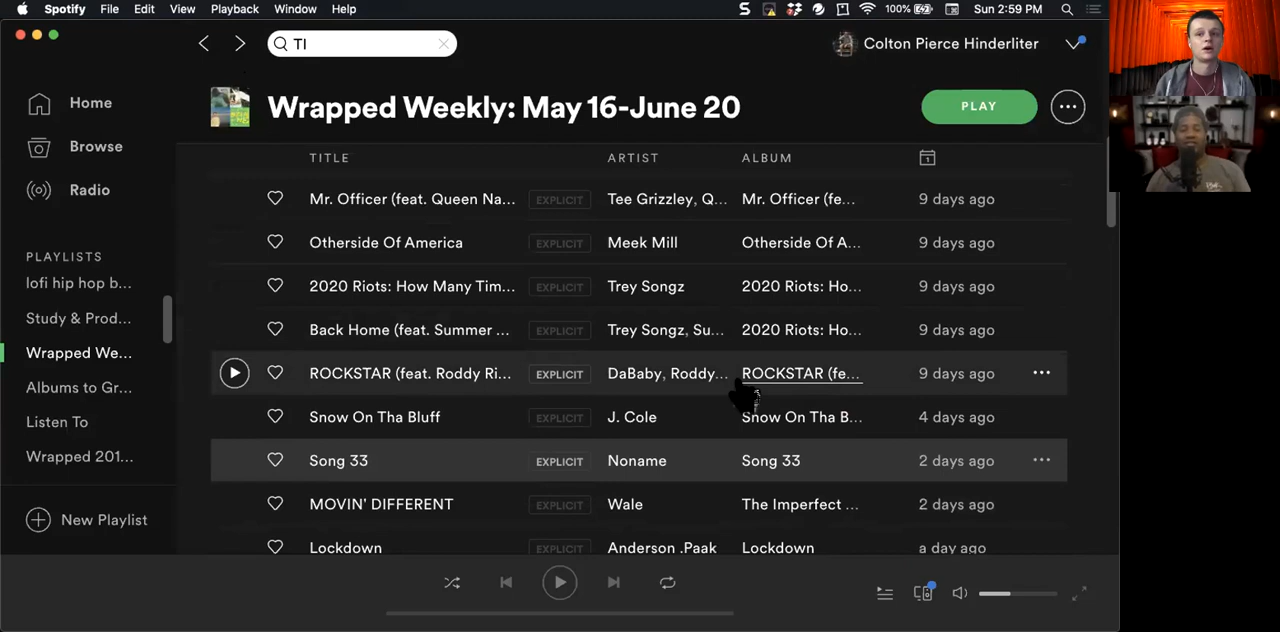 Spotify File Edit View Playback Window Help 100% Sun 2:59 PM
TI
Colton Pierce Hinderliter
Home
Browse
Radio
PLAYLISTS
lofi hip hop b...
Study & Prod...
Wrapped We...
Albums to Gr...
Listen To
Wrapped 201...
New Playlist
Wrapped Weekly: May 16-June 20
PLAY
TITLE ARTIST ALBUM
Mr. Officer (feat. Queen Na... EXPLICIT Tee Grizzley, Q... Mr. Officer (fe... 9 days ago
Otherside Of America EXPLICIT Meek Mill Otherside Of A... 9 days ago
2020 Riots: How Many Tim... EXPLICIT Trey Songz 2020 Riots: Ho... 9 days ago
Back Home (feat. Summer ... EXPLICIT Trey Songz, Su... 2020 Riots: Ho... 9 days ago
ROCKSTAR (feat. Roddy Ri... EXPLICIT DaBaby, Roddy... ROCKSTAR (fe... 9 days ago
Snow On Tha Bluff EXPLICIT J. Cole Snow On Tha B... 4 days ago
Song 33 EXPLICIT Noname Song 33 2 days ago
MOVIN' DIFFERENT EXPLICIT Wale The Imperfect ... 2 days ago
Lockdown EXPLICIT Anderson .Paak Lockdown a day ago